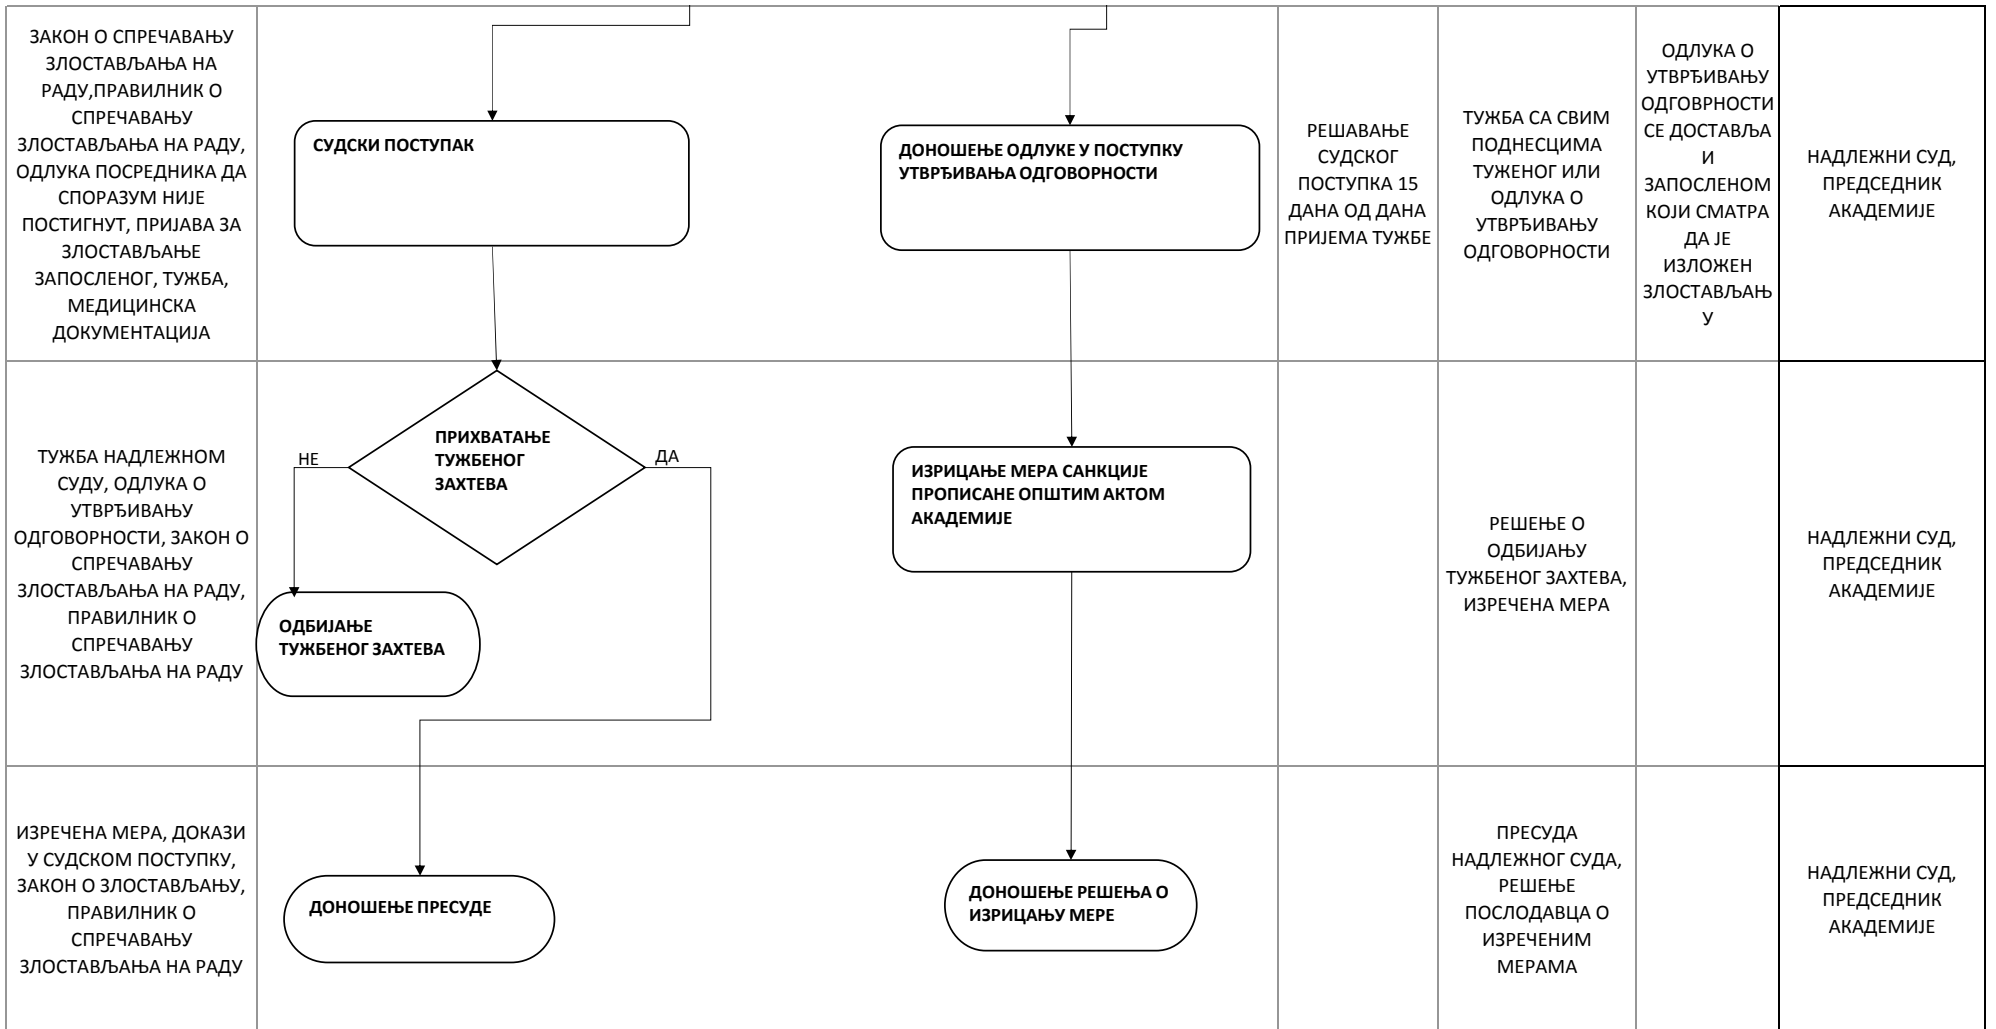 ЗАКОН О СПРЕЧАВАЊУ
ЗЛОСТАВЉАЊА НА
РАДУ,ПРАВИЛНИК О
СПРЕЧАВАЊУ
ЗЛОСТАВЉАЊА НА РАДУ,
ОДЛУКА ПОСРЕДНИКА ДА
СПОРАЗУМ НИЈЕ
ПОСТИГНУТ, ПРИЈАВА ЗА
ЗЛОСТАВЉАЊЕ
ЗАПОСЛЕНОГ, ТУЖБА,
МЕДИЦИНСКА
ДОКУМЕНТАЦИЈА
СУДСКИ ПОСТУПАК
ДОНОШЕЊЕ ОДЛУКЕ У ПОСТУПКУ
УТВРЂИВАЊА ОДГОВОРНОСТИ
РЕШАВАЊЕ
СУДСКОГ
ПОСТУПКА 15
ДАНА ОД ДАНА
ПРИЈЕМА ТУЖБЕ
ТУЖБА СА СВИМ
ПОДНЕСЦИМА
ТУЖЕНОГ ИЛИ
ОДЛУКА О
УТВРЂИВАЊУ
ОДГОВОРНОСТИ
ОДЛУКА О
УТВРЂИВАЊУ
ОДГОВРНОСТИ
СЕ ДОСТАВЉА
И
ЗАПОСЛЕНОМ
КОЈИ СМАТРА
ДА ЈЕ
ИЗЛОЖЕН
ЗЛОСТАВЉАЊ
У
НАДЛЕЖНИ СУД,
ПРЕДСЕДНИК
АКАДЕМИЈЕ
ТУЖБА НАДЛЕЖНОМ
СУДУ, ОДЛУКА О
УТВРЂИВАЊУ
ОДГОВОРНОСТИ, ЗАКОН О
СПРЕЧАВАЊУ
ЗЛОСТАВЉАЊА НА РАДУ,
ПРАВИЛНИК О
СПРЕЧАВАЊУ
ЗЛОСТАВЉАЊА НА РАДУ
ПРИХВАТАЊЕ
ТУЖБЕНОГ
ЗАХТЕВА
НЕ
ДА
ОДБИЈАЊЕ
ТУЖБЕНОГ ЗАХТЕВА
ИЗРИЦАЊЕ МЕРА САНКЦИЈЕ
ПРОПИСАНЕ ОПШТИМ АКТОМ
АКАДЕМИЈЕ
РЕШЕЊЕ О
ОДБИЈАЊУ
ТУЖБЕНОГ ЗАХТЕВА,
ИЗРЕЧЕНА МЕРА
НАДЛЕЖНИ СУД,
ПРЕДСЕДНИК
АКАДЕМИЈЕ
ИЗРЕЧЕНА МЕРА, ДОКАЗИ
У СУДСКОМ ПОСТУПКУ,
ЗАКОН О ЗЛОСТАВЉАЊУ,
ПРАВИЛНИК О
СПРЕЧАВАЊУ
ЗЛОСТАВЉАЊА НА РАДУ
ДОНОШЕЊЕ ПРЕСУДЕ
ДОНОШЕЊЕ РЕШЕЊА О
ИЗРИЦАЊУ МЕРЕ
ПРЕСУДА
НАДЛЕЖНОГ СУДА,
РЕШЕЊЕ
ПОСЛОДАВЦА О
ИЗРЕЧЕНИМ
МЕРАМА
НАДЛЕЖНИ СУД,
ПРЕДСЕДНИК
АКАДЕМИЈЕ